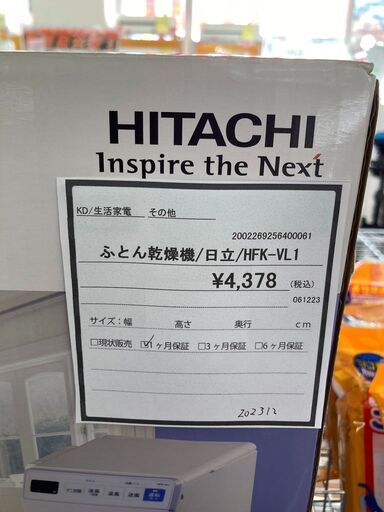 HITACHI
Inspire the Next
KD/生活家電 その他
2002269256400061
ふとん乾燥機/日立/HFK-VL1
¥4,378 (税込)
061223
サイズ:幅 高さ 奥行 cm
□現状販売 ☑1ヶ月保証 □3ヶ月保証 □6ヶ月保証
202312